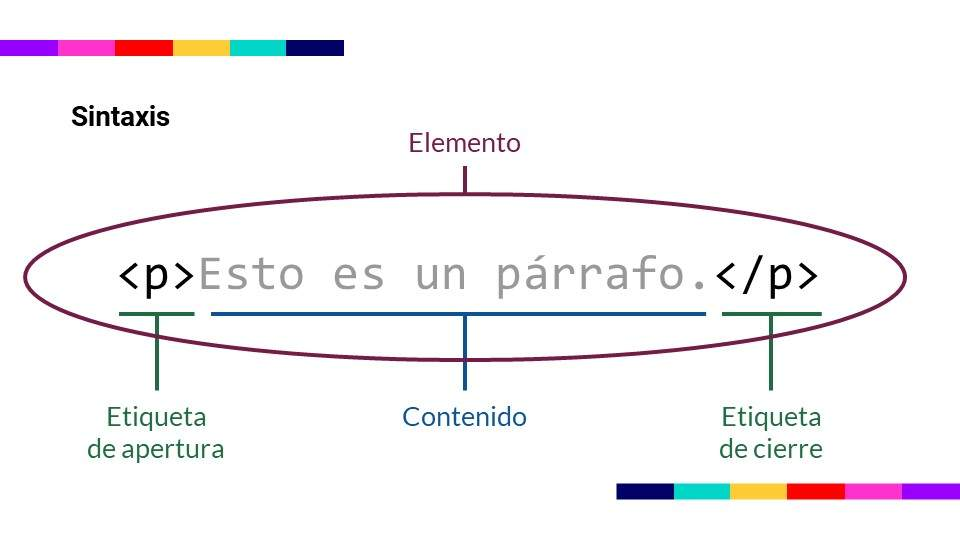 Sintaxis
Elemento
<p>Esto es un párrafo.</p>
Etiqueta
de apertura
Contenido
Etiqueta
de cierre